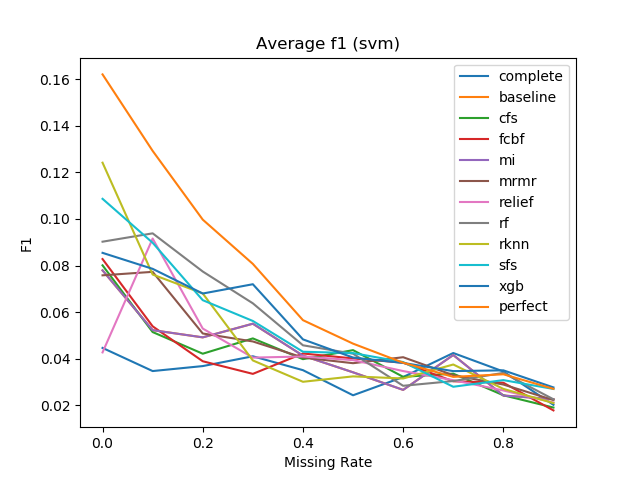 Average f1 (svm)
0.16
0.14
0.12
0.10
0.08
0.06
0.04
0.02
F1
0.0
0.2
0.4
0.6
0.8
Missing Rate
complete
baseline
cfs
fcbf
mi
mrmr
relief
rf
rknn
sfs
xgb
perfect